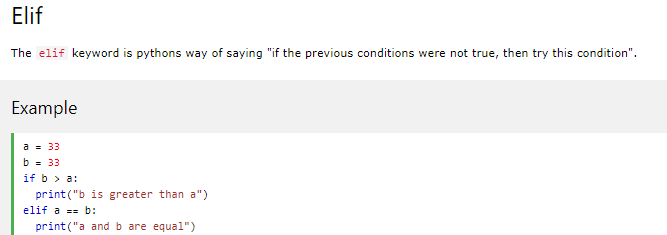 Elif
The elif keyword is pythons way of saying "if the previous conditions were not true, then try this condition".
Example
a = 33
b = 33
if b > a:
  print("b is greater than a")
elif a == b:
  print("a and b are equal")